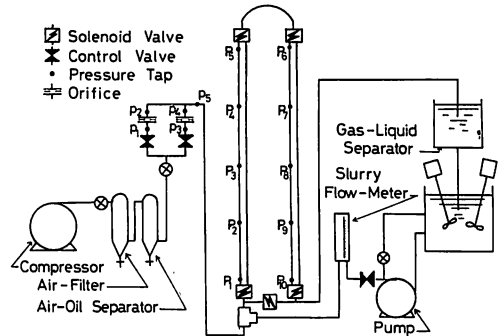 Solenoid Valve
Control Valve
Pressure Tap
Orifice
P5
P6
P4
P7
P3
P8
P2
P9
P1
P10
p2
p4
p5
p1
p3
Gas-Liquid
Separator
Slurry
Flow-Meter
Compressor
Air-Filter
Air-Oil Separator
Pump